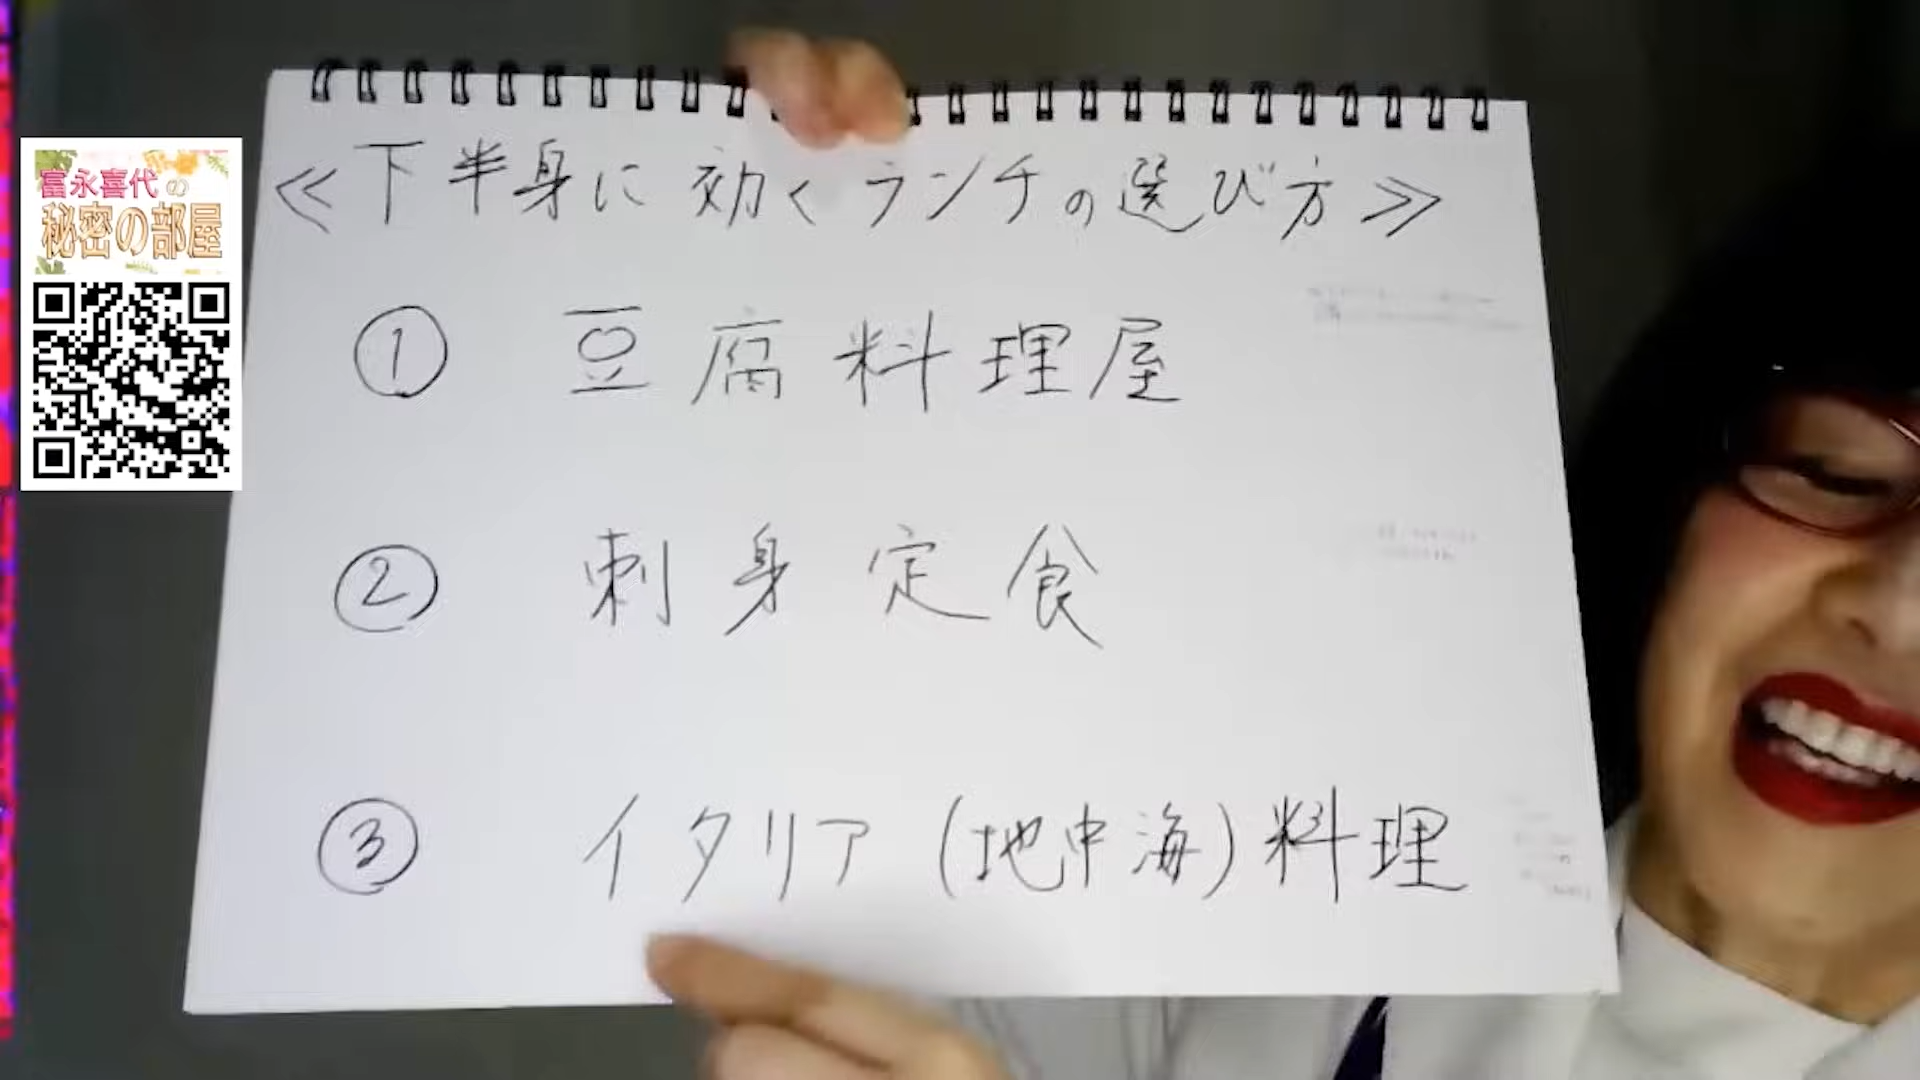 富永喜代の
秘密の部屋
≪下半身に効くランチの選び方≫
① 豆腐料理屋
② 刺身定食
③ イタリア(地中海)料理